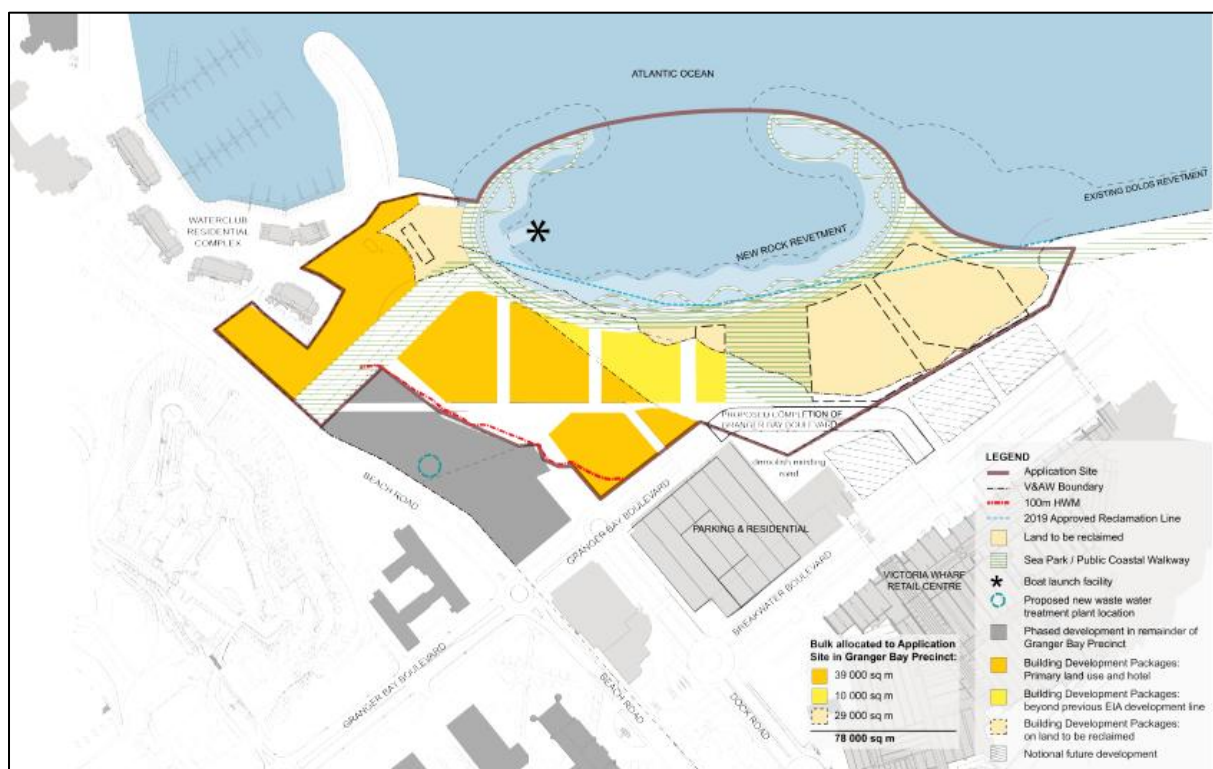 ATLANTIC OCEAN
EXISTING DOLOS REVETMENT
WATERCLUB
RESIDENTIAL
COMPLEX
*
NEW ROCK REVETMENT
PROPOSED COMPLETION OF
GRANGER BAY BOULEVARD
demolish existing
road
BEACH ROAD
GRANGER BAY BOULEVARD
PARKING & RESIDENTIAL
BREAKWATER BOULEVARD
VICTORIA WHARF
RETAIL CENTRE
GRANGER BAY BOULEVARD
BEACH ROAD
DOCK ROAD
Bulk allocated to Application
Site in Granger Bay Precinct:
39 000 sq m
10 000 sq m
29 000 sq m
78 000 sq m
LEGEND
Application Site
V&AW Boundary
100m HWM
2019 Approved Reclamation Line
Land to be reclaimed
Sea Park / Public Coastal Walkway
* Boat launch facility
Proposed new waste water
treatment plant location
Phased development in remainder of
Granger Bay Precinct
Building Development Packages:
Primary land use and hotel
Building Development Packages:
beyond previous EIA development line
Building Development Packages:
on land to be reclaimed
Notional future development